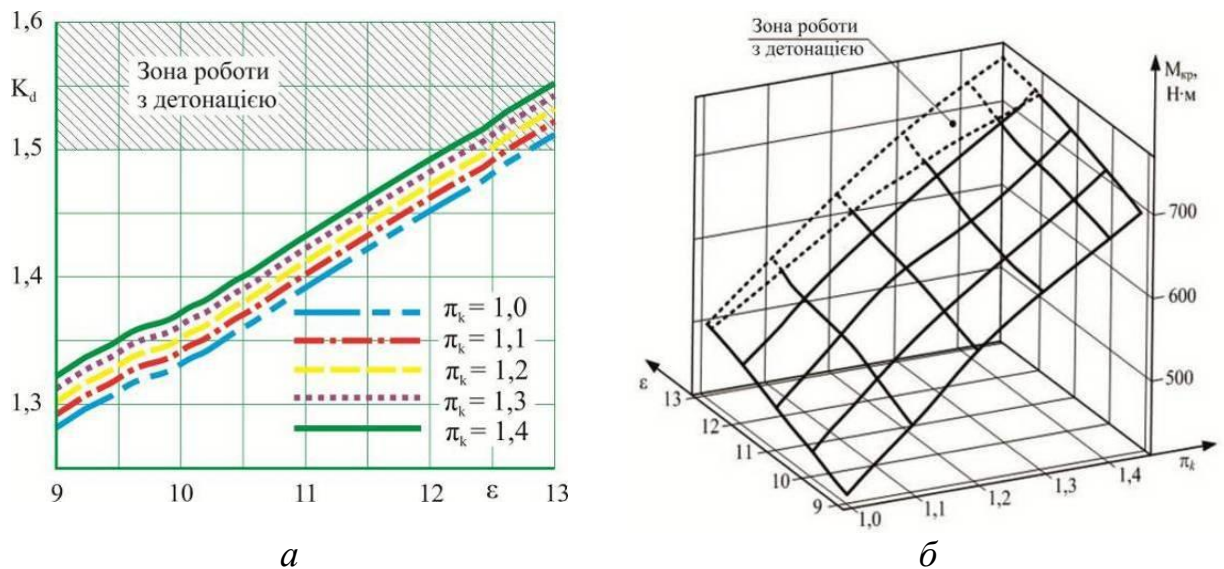 1,6
K_d
1,5
1,4
1,3
Зона роботи
з детонацією
π_k = 1,0
π_k = 1,1
π_k = 1,2
π_k = 1,3
π_k = 1,4
9 10 11 12 ε 13
а
Зона роботи
з детонацією
M_кр,
Н·м
700
600
500
ε
13
12
11
10
9
1,0
1,1
1,2
1,3
1,4
π_k
б